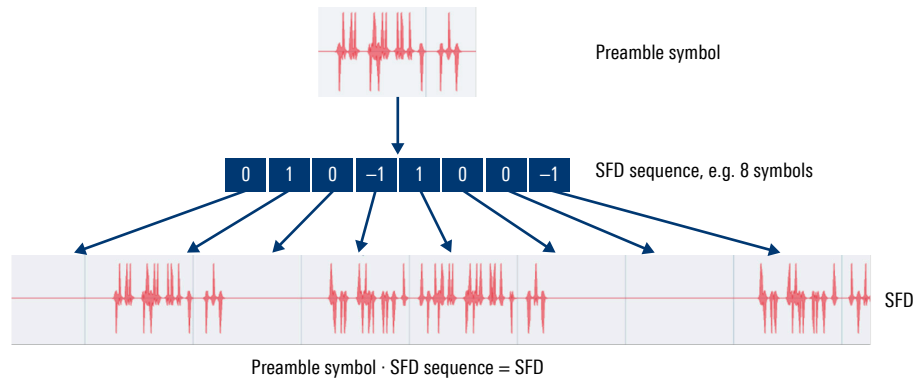 Preamble symbol
0 1 0 –1 1 0 0 –1
SFD sequence, e.g. 8 symbols
SFD
Preamble symbol · SFD sequence = SFD